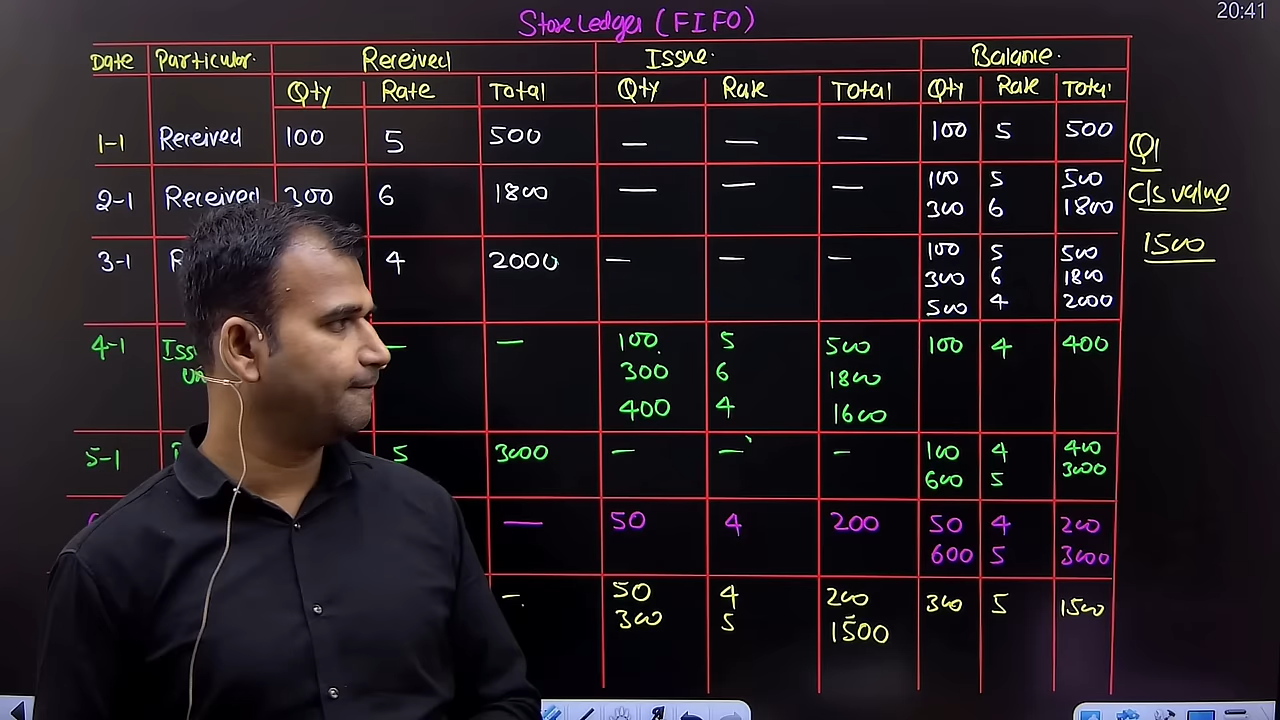 20:41
Store Ledger (FIFO)
Date Particular. Received Issue. Balance.
Qty Rate Total Qty Rate Total Qty Rate Total
1-1 Received 100 5 500 — — — 100 5 500
Q1
2-1 Received 300 6 1800 — — — 100 5 500
300 6 1800
C/s value
1500
3-1 4 2000 — — — 100 5 500
300 6 1800
500 4 2000
4-1 Iss — — 100 5 500 100 4 400
300 6 1800
400 4 1600
5-1 5 3000 — — — 100 4 400
600 5 3000
— 50 4 200 50 4 200
600 5 3000
- 50 4 200 300 5 1500
300 5 1500